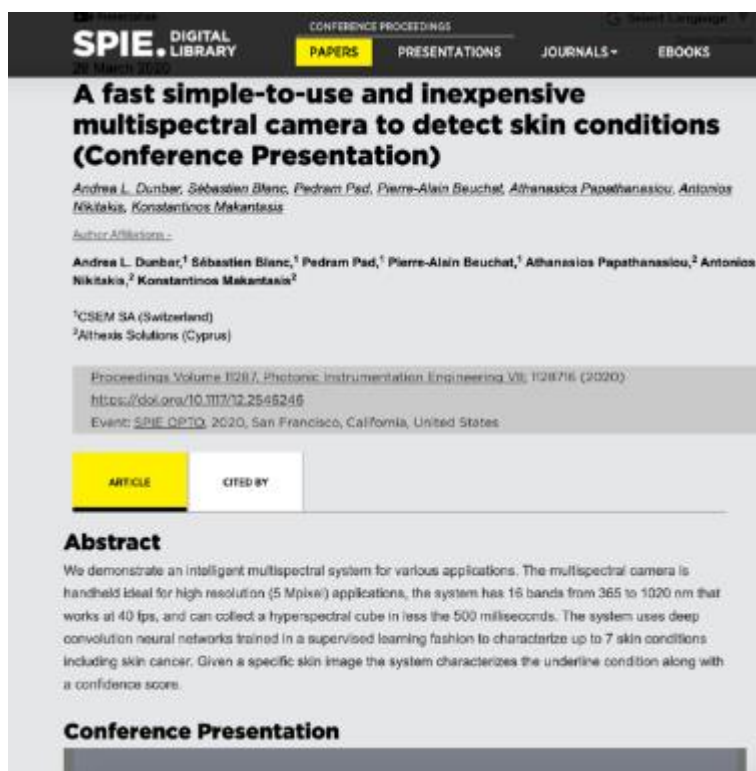 CONFERENCE PROCEEDINGS
Select Language
SPIE. DIGITAL LIBRARY
PAPERS PRESENTATIONS JOURNALS EBOOKS
28 March 2020
A fast simple-to-use and inexpensive
multispectral camera to detect skin conditions
(Conference Presentation)
Andrea L. Dunbar, Sébastien Blanc, Pedram Pad, Pierre-Alain Beuchat, Athanasios Papathanasiou, Antonios
Nikitakis, Konstantinos Makantasis
Author Affiliations -
Andrea L. Dunbar,¹ Sébastien Blanc,¹ Pedram Pad,¹ Pierre-Alain Beuchat,¹ Athanasios Papathanasiou,² Antonios
Nikitakis,² Konstantinos Makantasis²
¹CSEM SA (Switzerland)
²Althexis Solutions (Cyprus)
Proceedings Volume 11287, Photonic Instrumentation Engineering VII; 1128716 (2020)
https://doi.org/10.1117/12.2546246
Event: SPIE OPTO, 2020, San Francisco, California, United States
ARTICLE CITED BY
Abstract
We demonstrate an intelligent multispectral system for various applications. The multispectral camera is
handheld ideal for high resolution (5 Mpixel) applications, the system has 16 bands from 365 to 1020 nm that
works at 40 fps, and can collect a hyperspectral cube in less the 500 milliseconds. The system uses deep
convolution neural networks trained in a supervised learning fashion to characterize up to 7 skin conditions
including skin cancer. Given a specific skin image the system characterizes the underline condition along with
a confidence score.
Conference Presentation